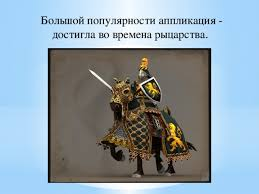 Большой популярности аппликация -
достигла во времена рыцарства.